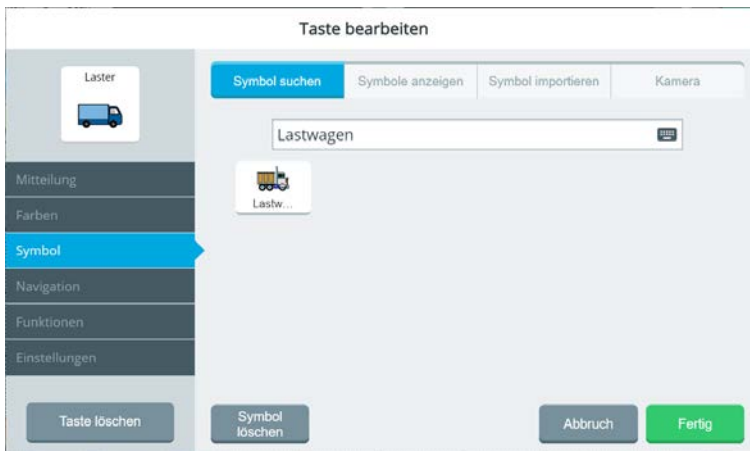 Taste bearbeiten
Laster
Symbol suchen
Symbole anzeigen
Symbol importieren
Kamera
Lastwagen
Lastw...
Mitteilung
Farben
Symbol
Navigation
Funktionen
Einstellungen
Taste löschen
Symbol
löschen
Abbruch
Fertig